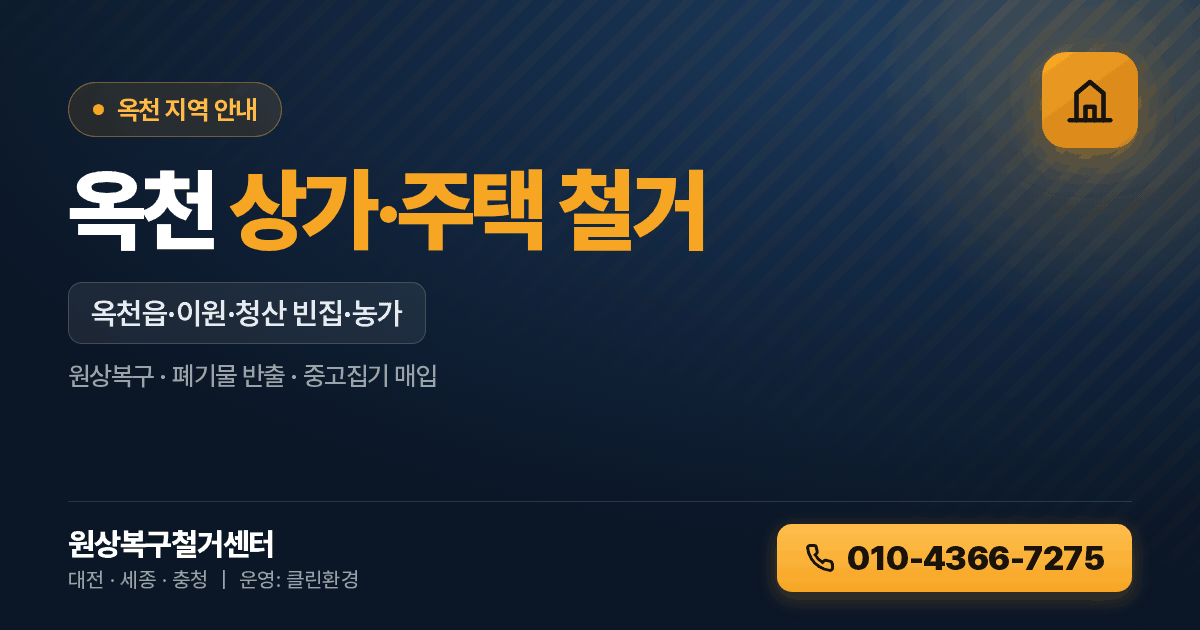 옥천 지역 안내
옥천 상가·주택 철거
옥천읍·이원·청산 빈집·농가
원상복구 · 폐기물 반출 · 중고집기 매입
원상복구철거센터
대전 · 세종 · 충청 | 운영: 클린환경
010-4366-7275